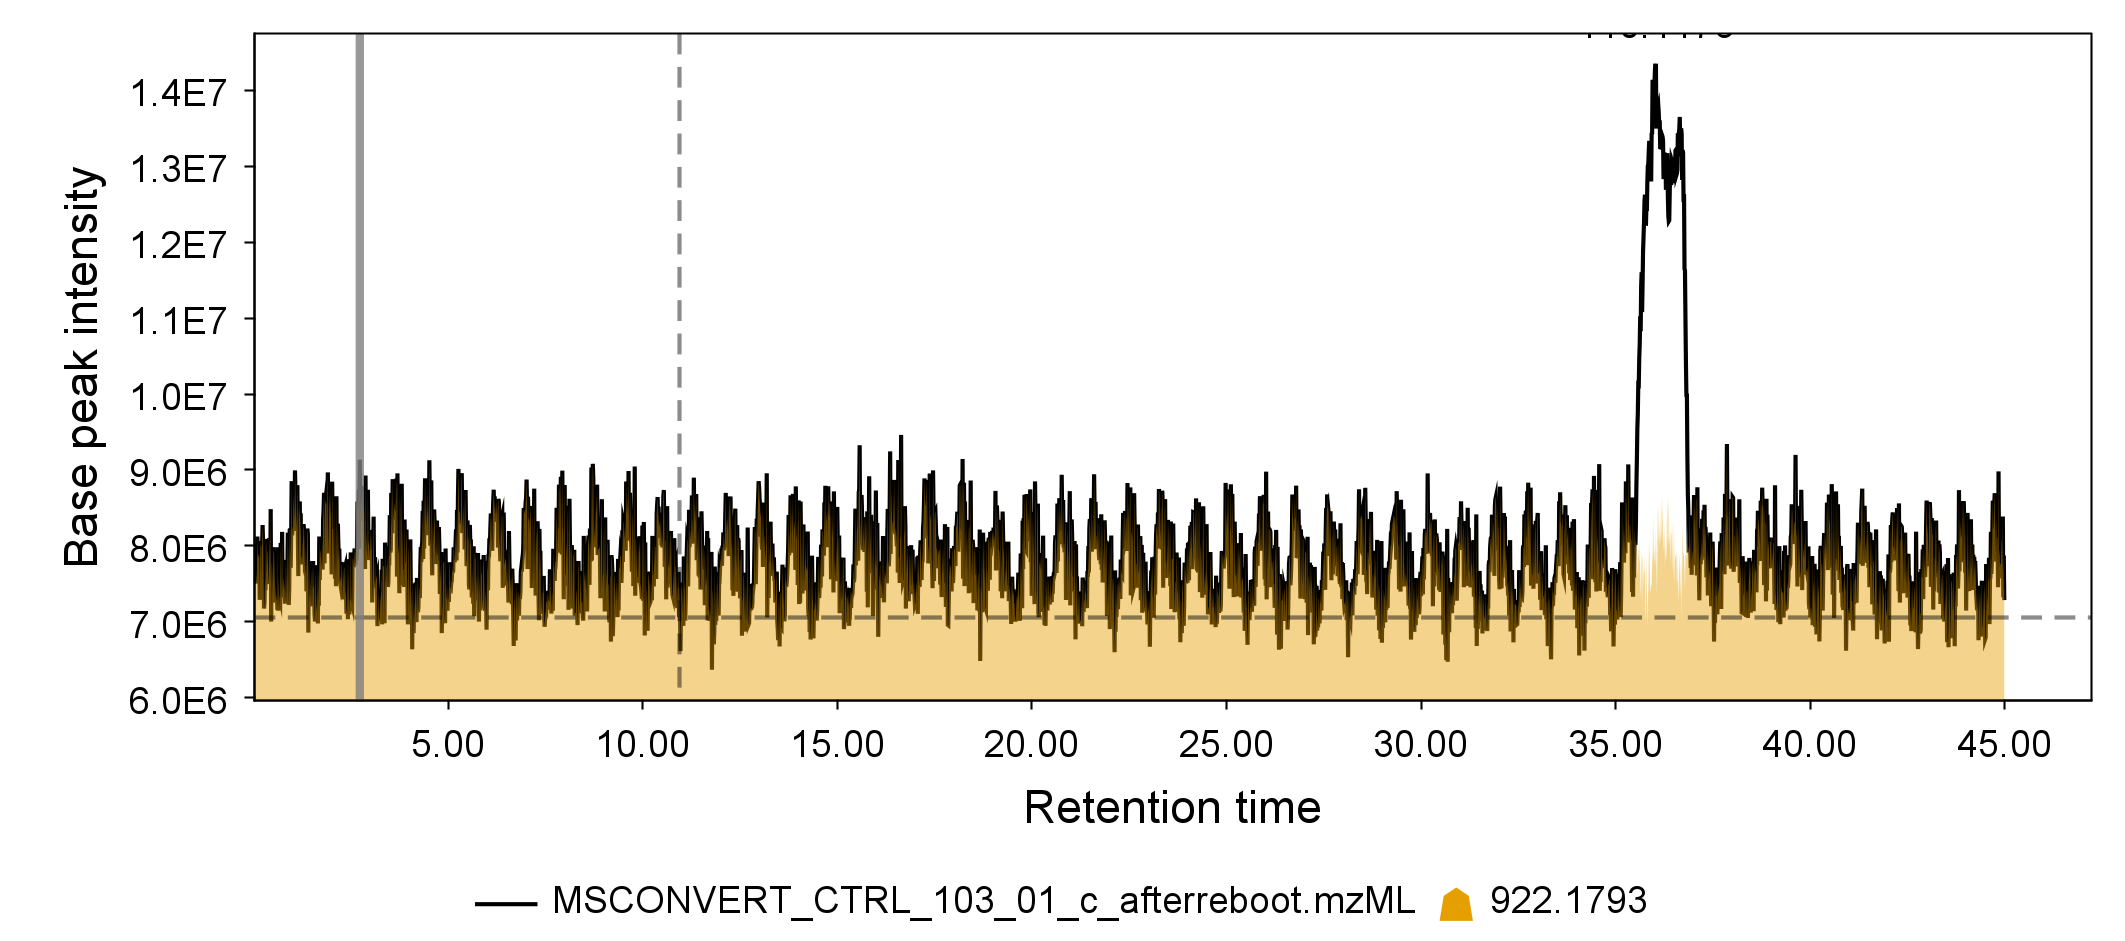 1.4E7
1.3E7
1.2E7
1.1E7
1.0E7
9.0E6
8.0E6
7.0E6
6.0E6
Base peak intensity
5.00 10.00 15.00 20.00 25.00 30.00 35.00 40.00 45.00
Retention time
MSCONVERT_CTRL_103_01_c_afterreboot.mzML 922.1793